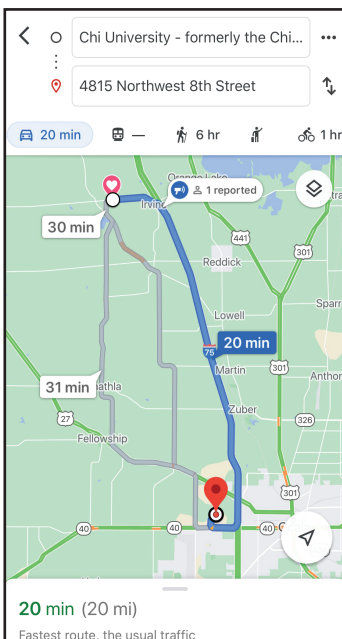 Chi University - formerly the Chi...
4815 Northwest 8th Street
20 min
—
6 hr
1 hr
Orange Lake
Irvine
1 reported
30 min
441
301
Reddick
Lowell
20 min
75
Martin
31 min
301
Zuber
27
326
Fellowship
301
40
40
40
20 min (20 mi)
Fastest route, the usual traffic